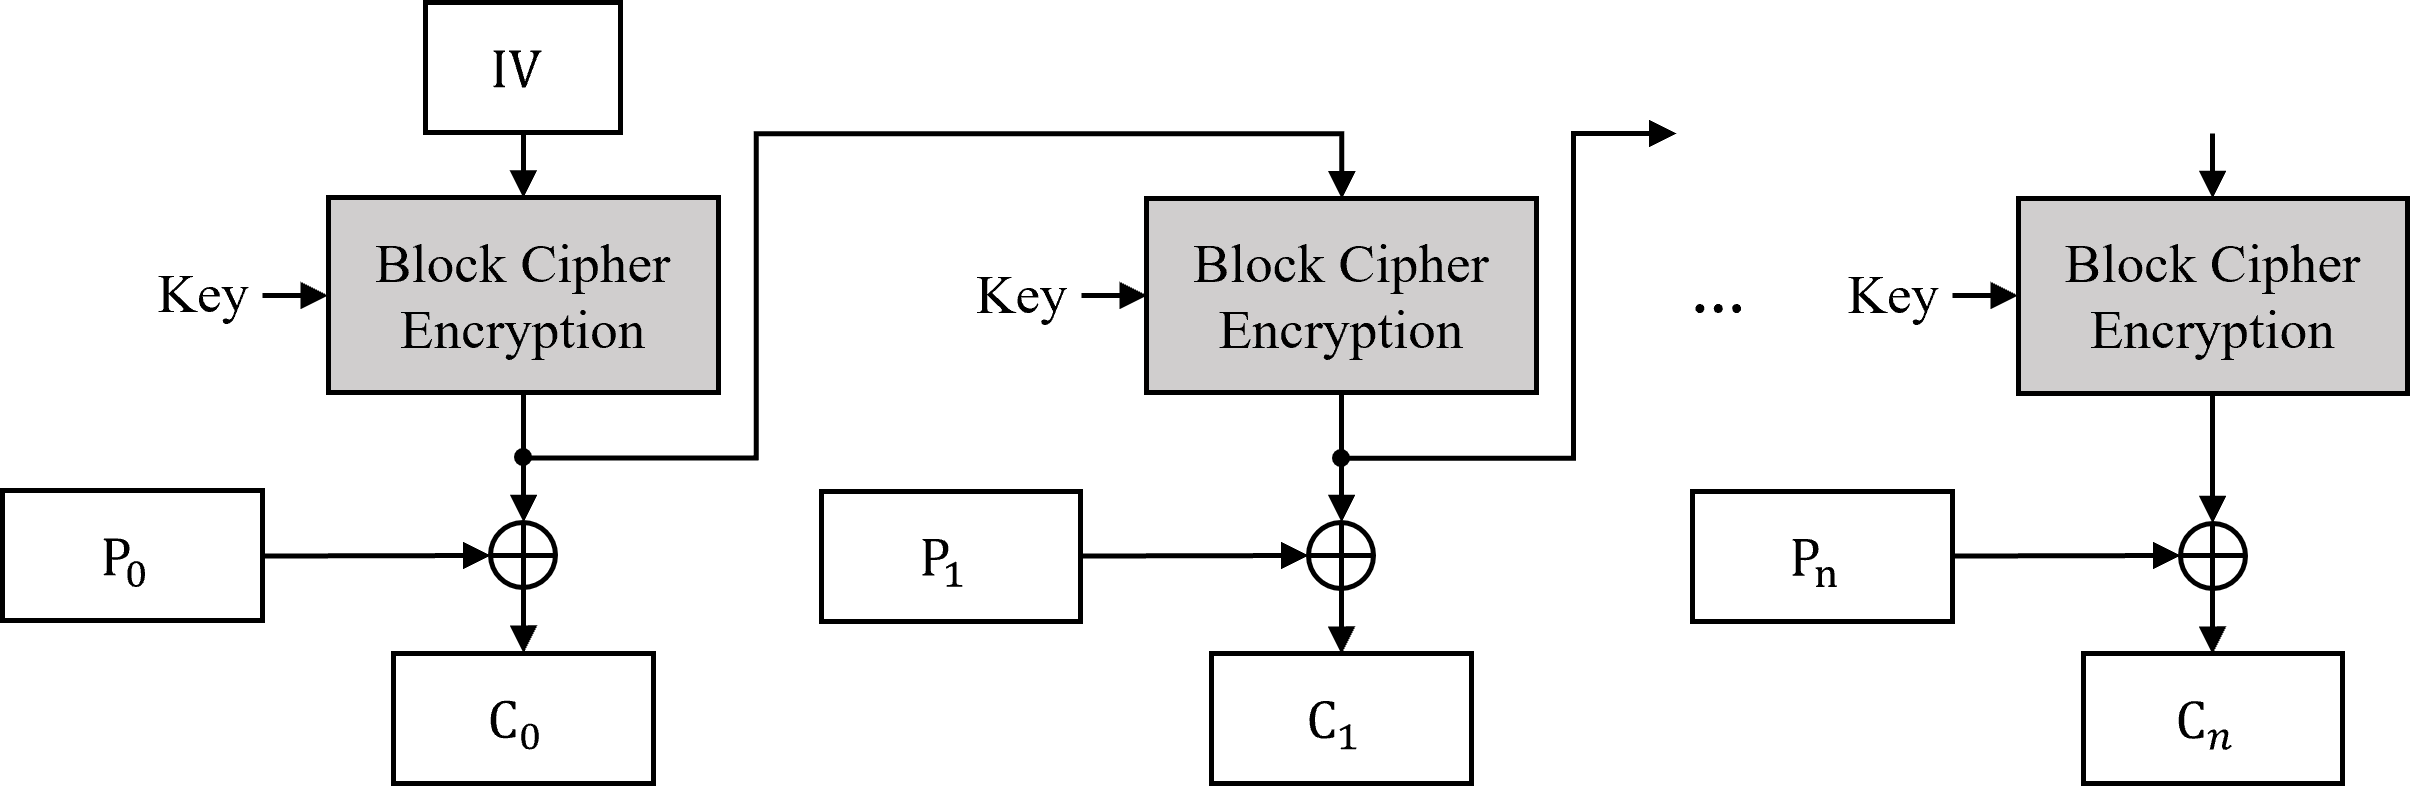 IV
Key
Block Cipher
Encryption
Key
Block Cipher
Encryption
...
Key
Block Cipher
Encryption
P₀
P₁
Pₙ
C₀
C₁
Cₙ